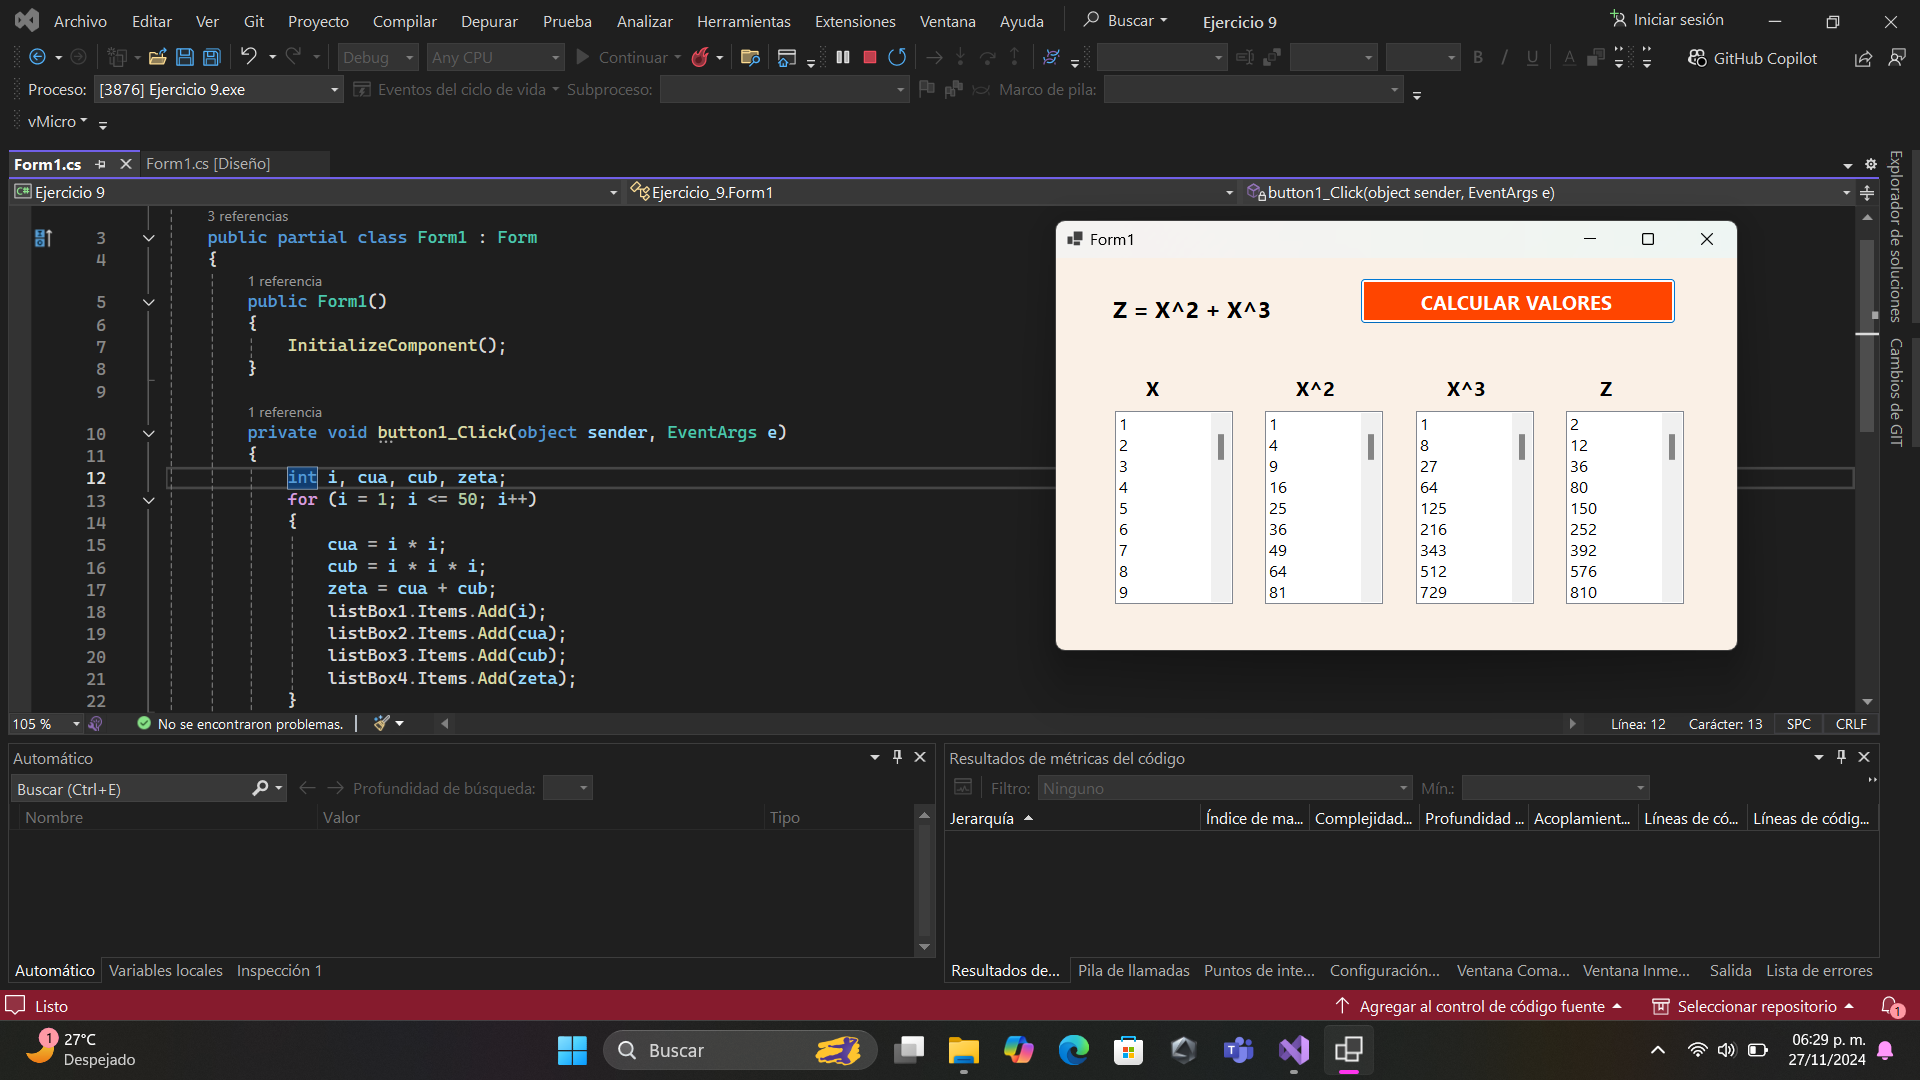 Archivo Editar Ver Git Proyecto Compilar Depurar Prueba Analizar Herramientas Extensiones Ventana Ayuda Buscar Ejercicio 9 Iniciar sesión
Debug Any CPU Continuar B I U A GitHub Copilot
Proceso: [3876] Ejercicio 9.exe Eventos del ciclo de vida Subproceso: Marco de pila:
vMicro
Form1.cs Form1.cs [Diseño]
C# Ejercicio 9 Ejercicio_9.Form1 button1_Click(object sender, EventArgs e)
3 referencias
3 public partial class Form1 : Form
4 {
1 referencia
5 public Form1()
6 {
7 InitializeComponent();
8 }
9
1 referencia
10 private void button1_Click(object sender, EventArgs e)
11 {
12 int i, cua, cub, zeta;
13 for (i = 1; i <= 50; i++)
14 {
15 cua = i * i;
16 cub = i * i * i;
17 zeta = cua + cub;
18 listBox1.Items.Add(i);
19 listBox2.Items.Add(cua);
20 listBox3.Items.Add(cub);
21 listBox4.Items.Add(zeta);
22 }
Form1
Z = X^2 + X^3 CALCULAR VALORES
X X^2 X^3 Z
1 1 1 2
2 4 8 12
3 9 27 36
4 16 64 80
5 25 125 150
6 36 216 252
7 49 343 392
8 64 512 576
9 81 729 810
Explorador de soluciones
Cambios de GIT
105 % No se encontraron problemas. Línea: 12 Carácter: 13 SPC CRLF
Automático
Buscar (Ctrl+E) Profundidad de búsqueda:
Nombre Valor Tipo
Automático Variables locales Inspección 1
Resultados de métricas del código
Filtro: Ninguno Mín.:
Jerarquía Índice de ma... Complejidad... Profundidad ... Acoplamient... Líneas de có... Líneas de códig...
Resultados de... Pila de llamadas Puntos de inte... Configuración... Ventana Coma... Ventana Inme... Salida Lista de errores
Listo Agregar al control de código fuente Seleccionar repositorio 1
1 27°C
Despejado
Buscar
06:29 p. m.
27/11/2024